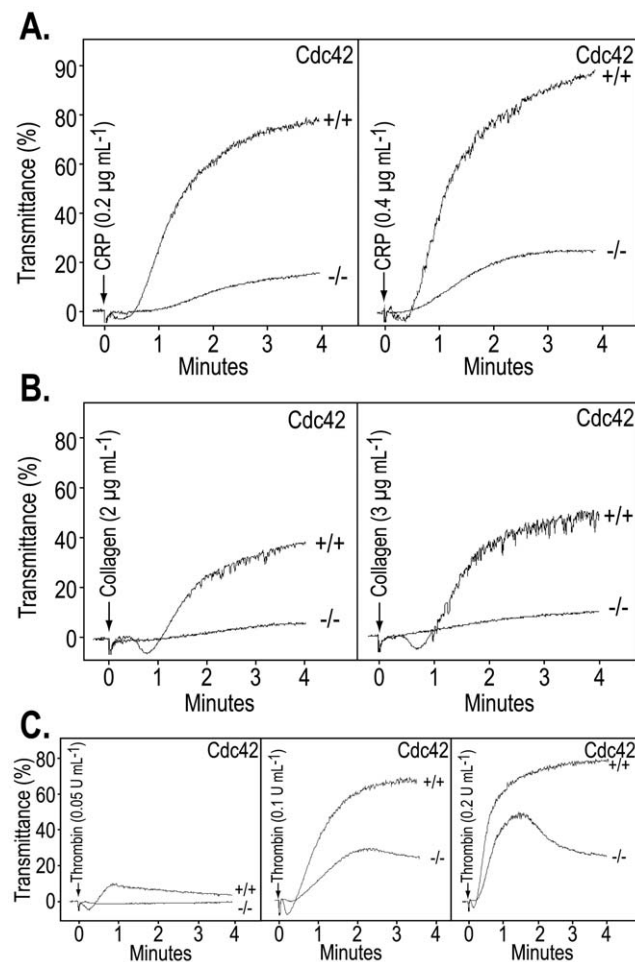 A.
Cdc42
Cdc42
+/+
+/+
-/-
-/-
Transmittance (%)
90
80
60
40
20
0
CRP (0.2 µg mL-1)
CRP (0.4 µg mL-1)
0 1 2 3 4
0 1 2 3 4
Minutes
Minutes
B.
Cdc42
Cdc42
+/+
+/+
-/-
-/-
Transmittance (%)
80
60
40
20
0
Collagen (2 µg mL-1)
Collagen (3 µg mL-1)
0 1 2 3 4
0 1 2 3 4
Minutes
Minutes
C.
Cdc42
Cdc42
Cdc42
+/+
+/+
+/+
-/-
-/-
-/-
Transmittance (%)
80
60
40
20
0
Thrombin (0.05 U mL-1)
Thrombin (0.1 U mL-1)
Thrombin (0.2 U mL-1)
0 1 2 3 4
0 1 2 3 4
0 1 2 3 4
Minutes
Minutes
Minutes